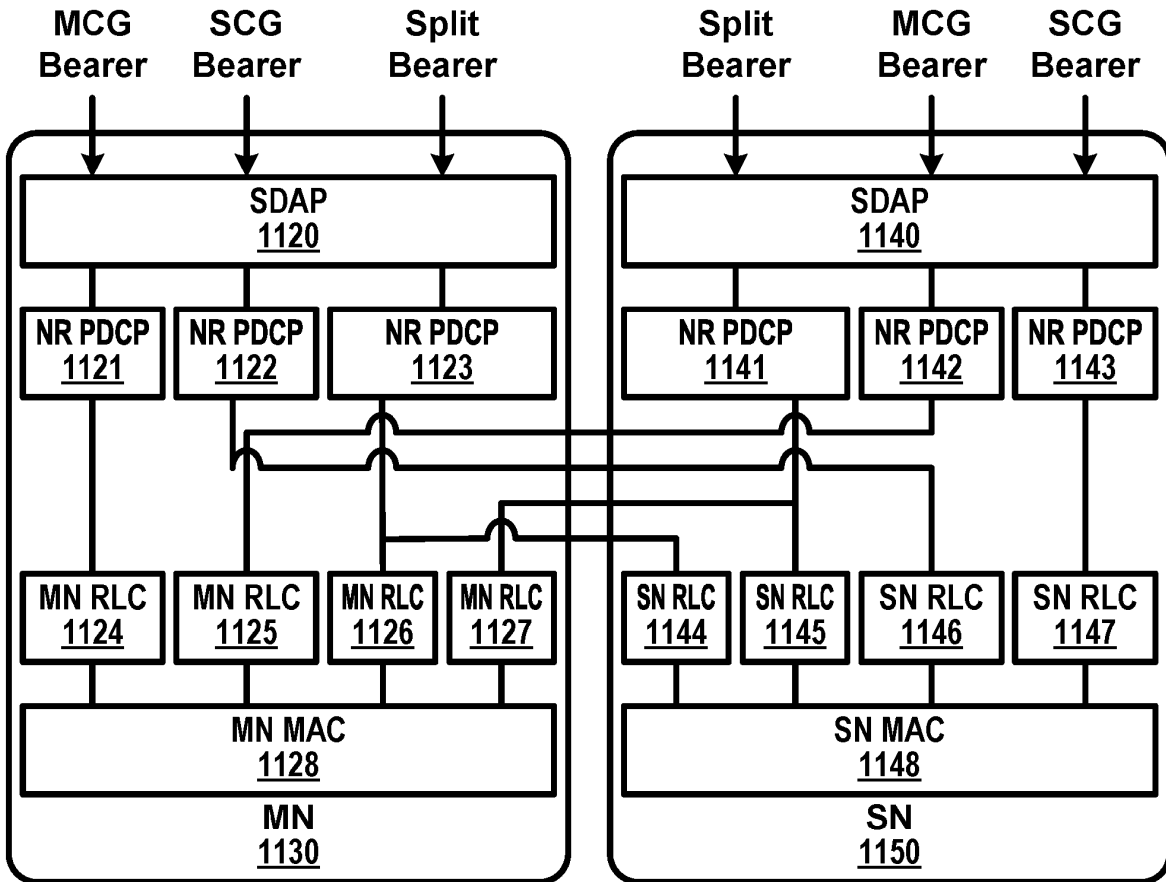 MCG
Bearer
SCG
Bearer
Split
Bearer
Split
Bearer
MCG
Bearer
SCG
Bearer
SDAP
1120
SDAP
1140
NR PDCP
1121
NR PDCP
1122
NR PDCP
1123
NR PDCP
1141
NR PDCP
1142
NR PDCP
1143
MN RLC
1124
MN RLC
1125
MN RLC
1126
MN RLC
1127
SN RLC
1144
SN RLC
1145
SN RLC
1146
SN RLC
1147
MN MAC
1128
SN MAC
1148
MN
1130
SN
1150